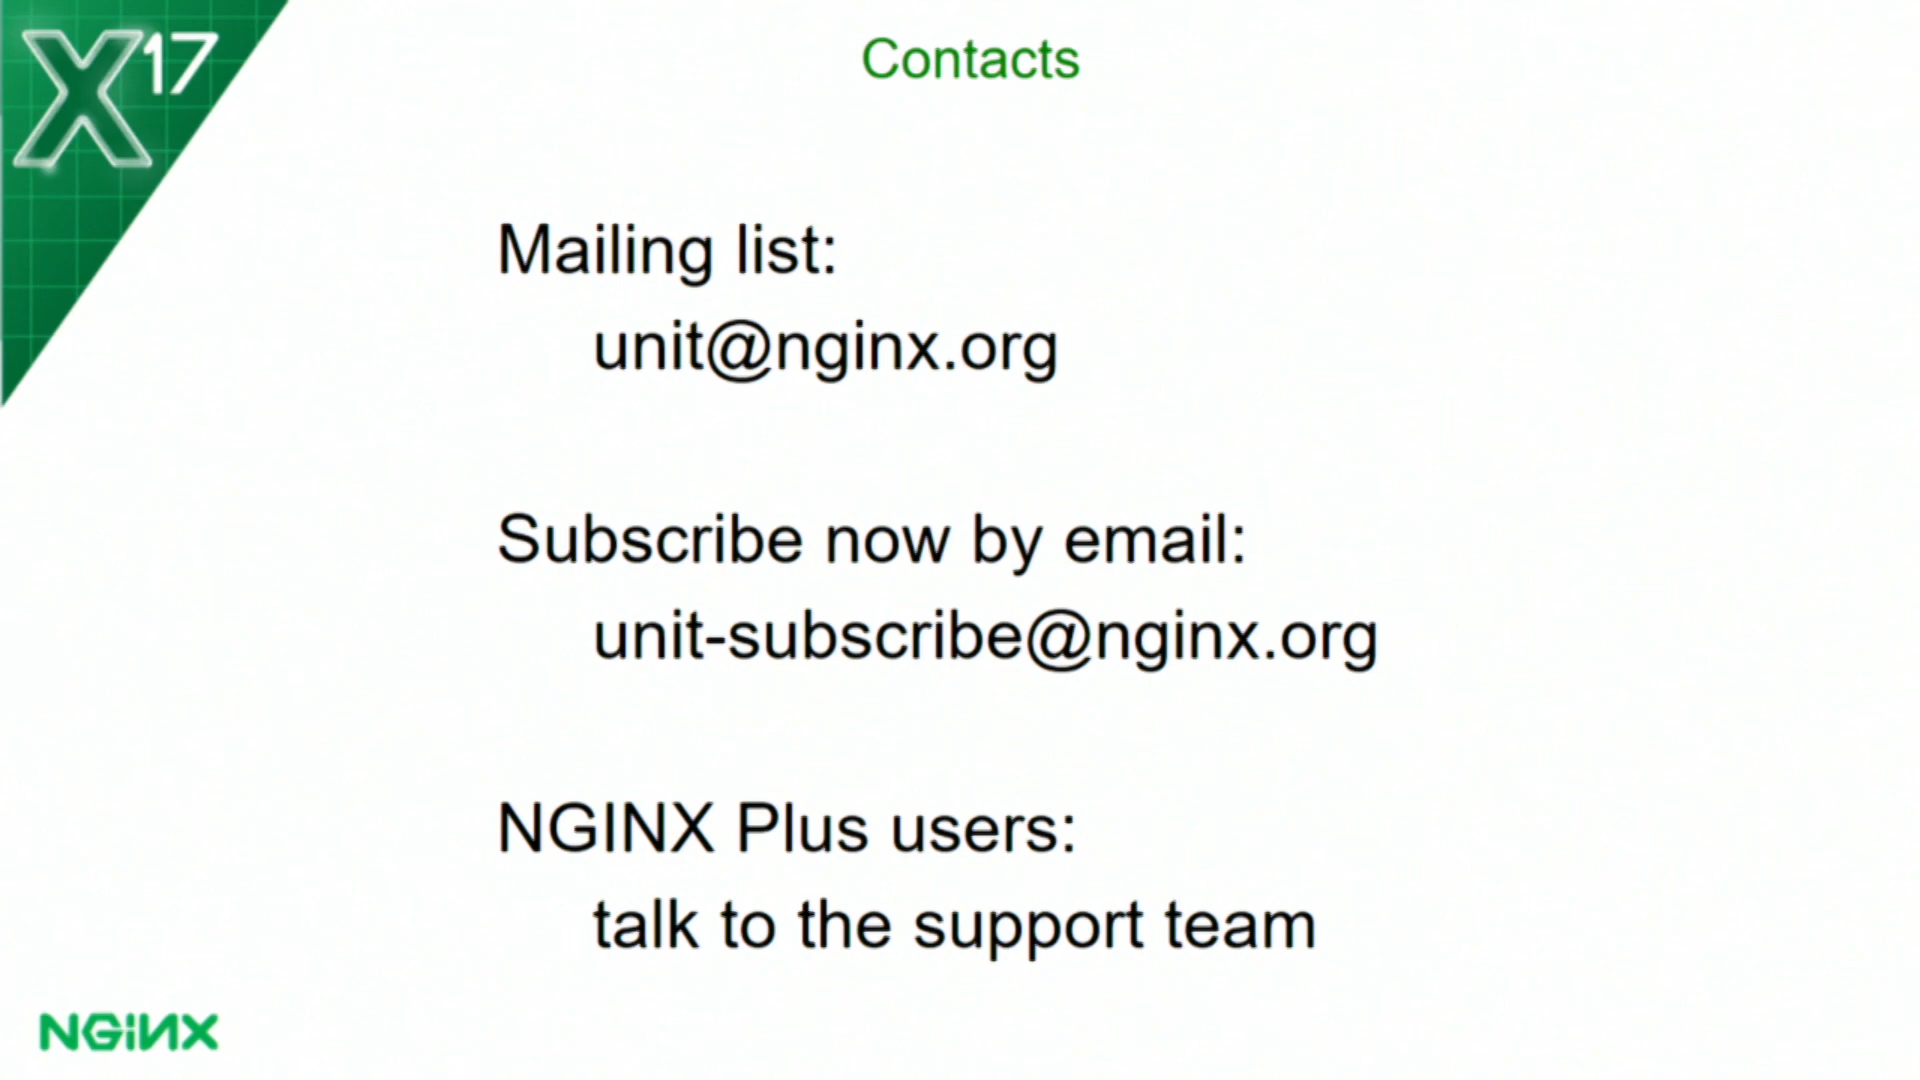 X17
Contacts
Mailing list:
unit@nginx.org
Subscribe now by email:
unit-subscribe@nginx.org
NGINX Plus users:
talk to the support team
NGINX